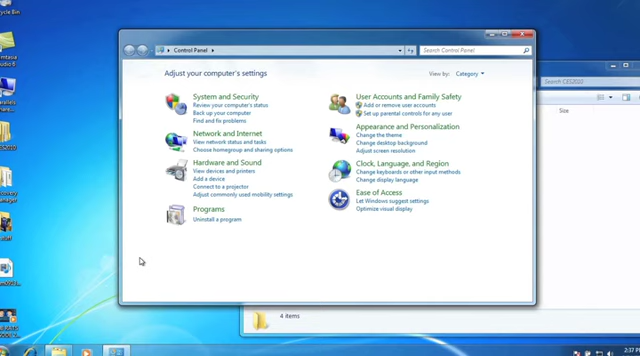 cycle Bin
Control Panel
Search Control Panel
Search CES2010
Adjust your computer's settings
View by: Category
System and Security
Review your computer's status
Back up your computer
Find and fix problems
Network and Internet
View network status and tasks
Choose homegroup and sharing options
Hardware and Sound
View devices and printers
Add a device
Connect to a projector
Adjust commonly used mobility settings
Programs
Uninstall a program
User Accounts and Family Safety
Add or remove user accounts
Set up parental controls for any user
Appearance and Personalization
Change the theme
Change desktop background
Adjust screen resolution
Clock, Language, and Region
Change keyboards or other input methods
Change display language
Ease of Access
Let Windows suggest settings
Optimize visual display
Size
4 items
2:37 P